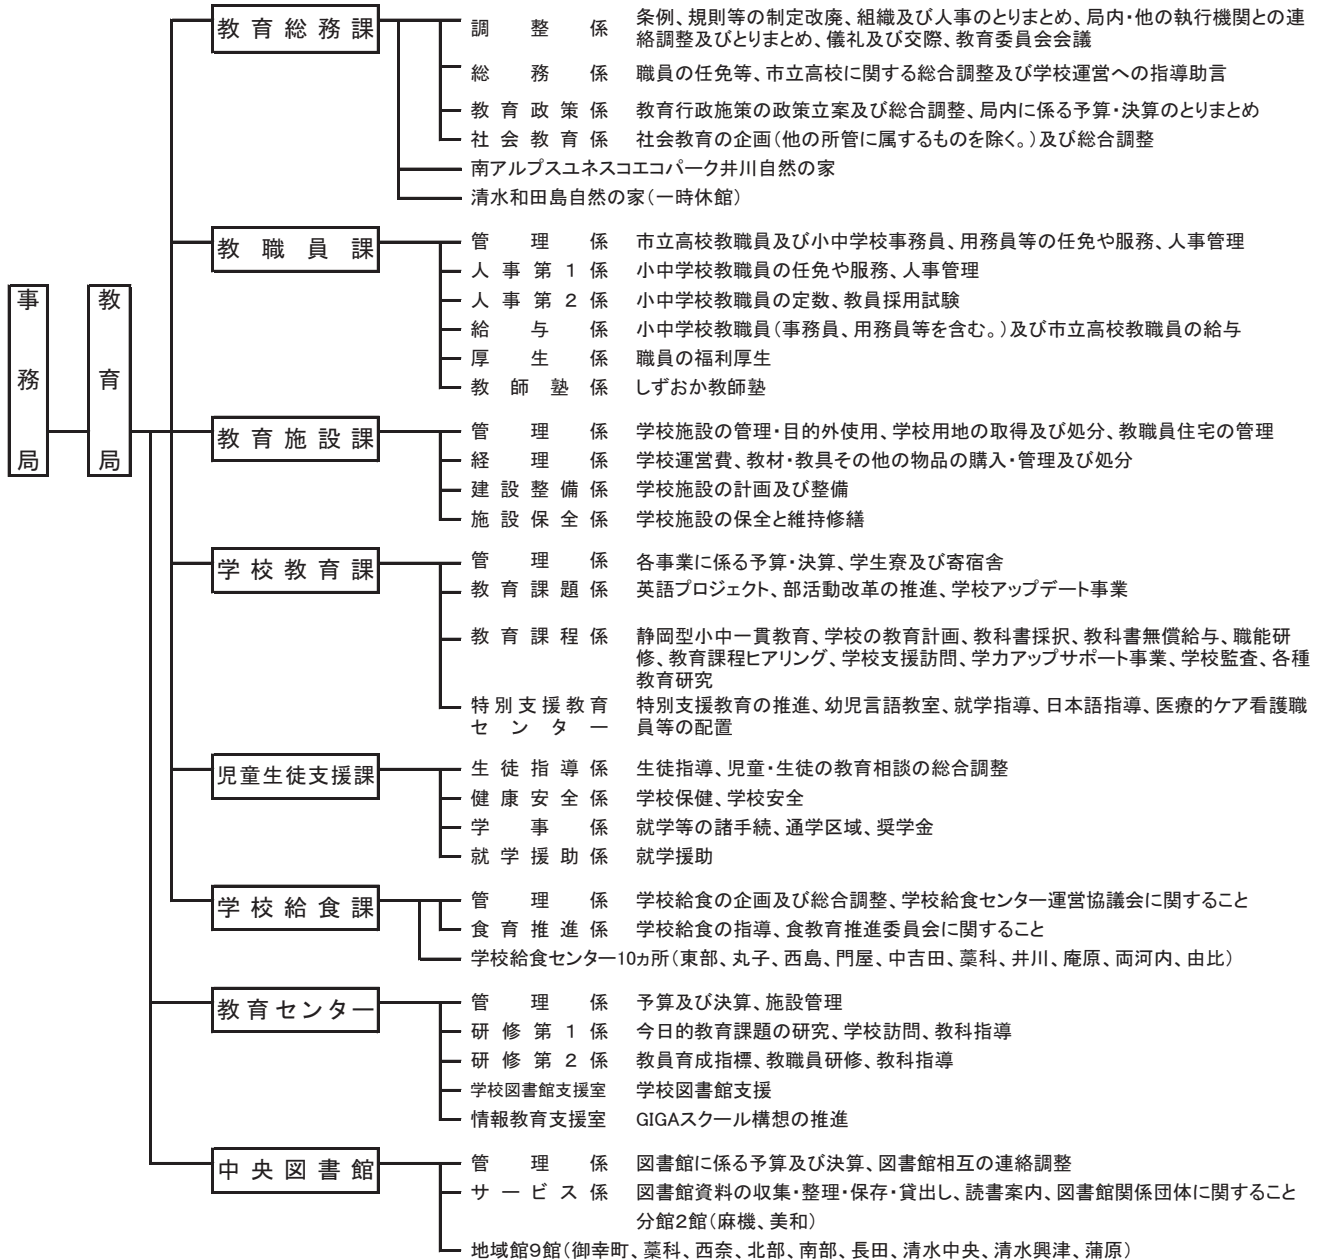 事務局
教育局
教育総務課
調整係 条例、規則等の制定改廃、組織及び人事のとりまとめ、局内・他の執行機関との連
絡調整及びとりまとめ、儀礼及び交際、教育委員会会議
総務係 職員の任免等、市立高校に関する総合調整及び学校運営への指導助言
教育政策係 教育行政施策の政策立案及び総合調整、局内に係る予算・決算のとりまとめ
社会教育係 社会教育の企画(他の所管に属するものを除く。)及び総合調整
南アルプスユネスコエコパーク井川自然の家
清水和田島自然の家(一時休館)
教職員課
管理係 市立高校教職員及び小中学校事務員、用務員等の任免や服務、人事管理
人事第1係 小中学校教職員の任免や服務、人事管理
人事第2係 小中学校教職員の定数、教員採用試験
給与係 小中学校教職員(事務員、用務員等を含む。)及び市立高校教職員の給与
厚生係 職員の福利厚生
教師塾係 しずおか教師塾
教育施設課
管理係 学校施設の管理・目的外使用、学校用地の取得及び処分、教職員住宅の管理
経理係 学校運営費、教材・教具その他の物品の購入・管理及び処分
建設整備係 学校施設の計画及び整備
施設保全係 学校施設の保全と維持修繕
学校教育課
管理係 各事業に係る予算・決算、学生寮及び寄宿舎
教育課題係 英語プロジェクト、部活動改革の推進、学校アップデート事業
教育課程係 静岡型小中一貫教育、学校の教育計画、教科書採択、教科書無償給与、職能研
修、教育課程ヒアリング、学校支援訪問、学力アップサポート事業、学校監査、各種
教育研究
特別支援教育 特別支援教育の推進、幼児言語教室、就学指導、日本語指導、医療的ケア看護職
センター 員等の配置
児童生徒支援課
生徒指導係 生徒指導、児童・生徒の教育相談の総合調整
健康安全係 学校保健、学校安全
学事係 就学等の諸手続、通学区域、奨学金
就学援助係 就学援助
学校給食課
管理係 学校給食の企画及び総合調整、学校給食センター運営協議会に関すること
食育推進係 学校給食の指導、食教育推進委員会に関すること
学校給食センター10ヵ所(東部、丸子、西島、門屋、中吉田、藁科、井川、庵原、両河内、由比)
教育センター
管理係 予算及び決算、施設管理
研修第1係 今日的教育課題の研究、学校訪問、教科指導
研修第2係 教員育成指標、教職員研修、教科指導
学校図書館支援室 学校図書館支援
情報教育支援室 GIGAスクール構想の推進
中央図書館
管理係 図書館に係る予算及び決算、図書館相互の連絡調整
サービス係 図書館資料の収集・整理・保存・貸出し、読書案内、図書館関係団体に関すること
分館2館(麻機、美和)
地域館9館(御幸町、藁科、西奈、北部、南部、長田、清水中央、清水興津、蒲原)